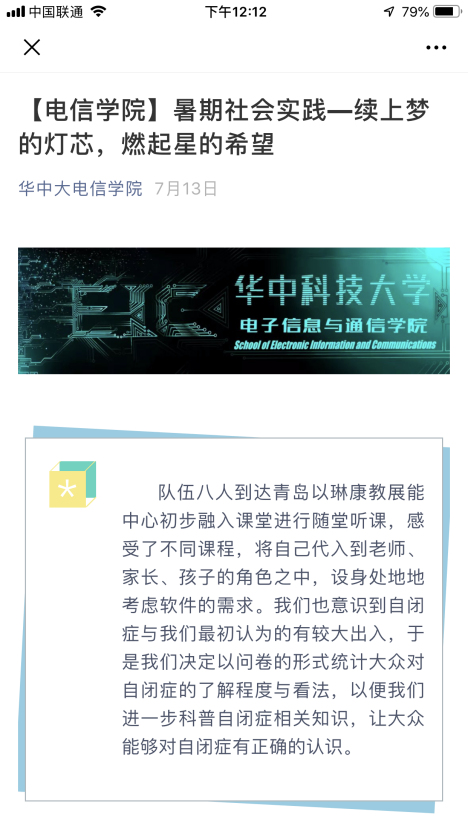 中国联通 下午12:12 79%
【电信学院】暑期社会实践—续上梦
的灯芯，燃起星的希望
华中大电信学院 7月13日
EIC 华中科技大学
电子信息与通信学院
School of Electronic Information and Communications
队伍八人到达青岛以琳康教展能
中心初步融入课堂进行随堂听课，感
受了不同课程，将自己代入到老师、
家长、孩子的角色之中，设身处地地
考虑软件的需求。我们也意识到自闭
症与我们最初认为的有较大出入，于
是我们决定以问卷的形式统计大众对
自闭症的了解程度与看法，以便我们
进一步科普自闭症相关知识，让大众
能够对自闭症有正确的认识。